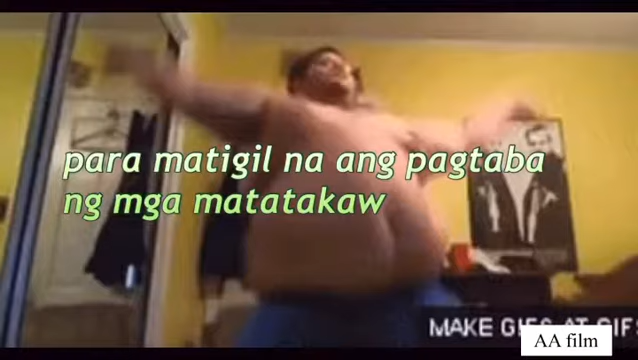 para matigil na ang pagtaba
ng mga matatakaw
MAKE GIFS AT GIFS
AA film